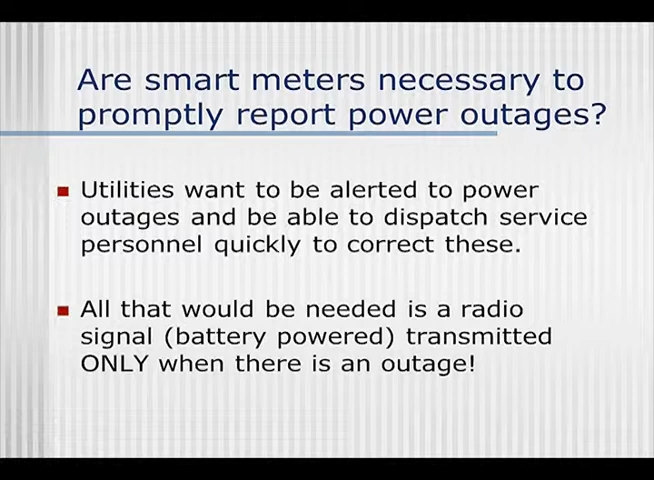 Are smart meters necessary to
promptly report power outages?
Utilities want to be alerted to power
outages and be able to dispatch service
personnel quickly to correct these.
All that would be needed is a radio
signal (battery powered) transmitted
ONLY when there is an outage!